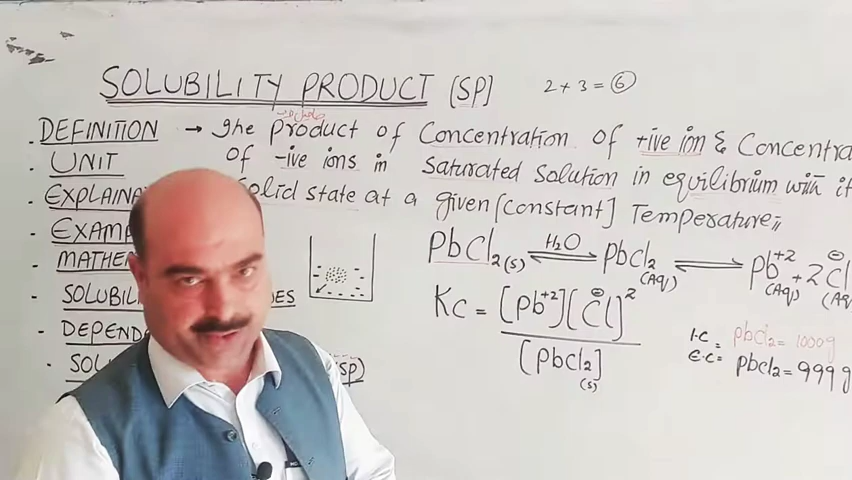 SOLUBILITY PRODUCT [SP]
2 + 3 = 6
. DEFINITION → The product of Concentration of +ive ion & Concentra
. UNIT of -ive ions in saturated solution in equilibrium with it
. EXPLAINA solid state at a given [constant] Temperature
. EXAM
. MATHE
PbCl₂(s) ⇌ H₂O PbCl₂ (Aq) ⇌ Pb⁺² (Aq) + 2Cl⊖ (Aq
. SOLUBIL ES
Kc = [Pb⁺²][Cl⊖]² / [PbCl₂] (s)
. DEPEND
I.C = PbCl₂ = 1000g
E.C = PbCl₂ = 999g
. SOL (SP)